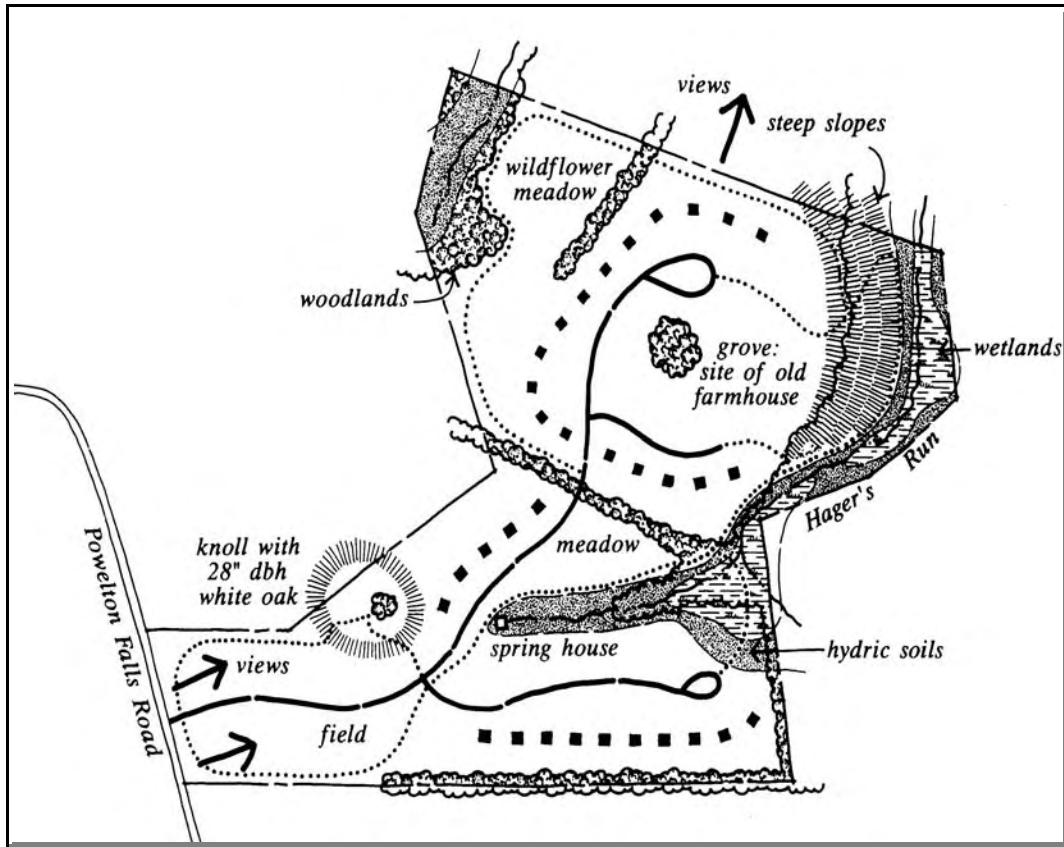 views
steep slopes
wildflower
meadow
woodlands
grove:
site of old
farmhouse
wetlands
Hager's Run
meadow
knoll with
28" dbh
white oak
Powelton Falls Road
spring house
hydric soils
views
field